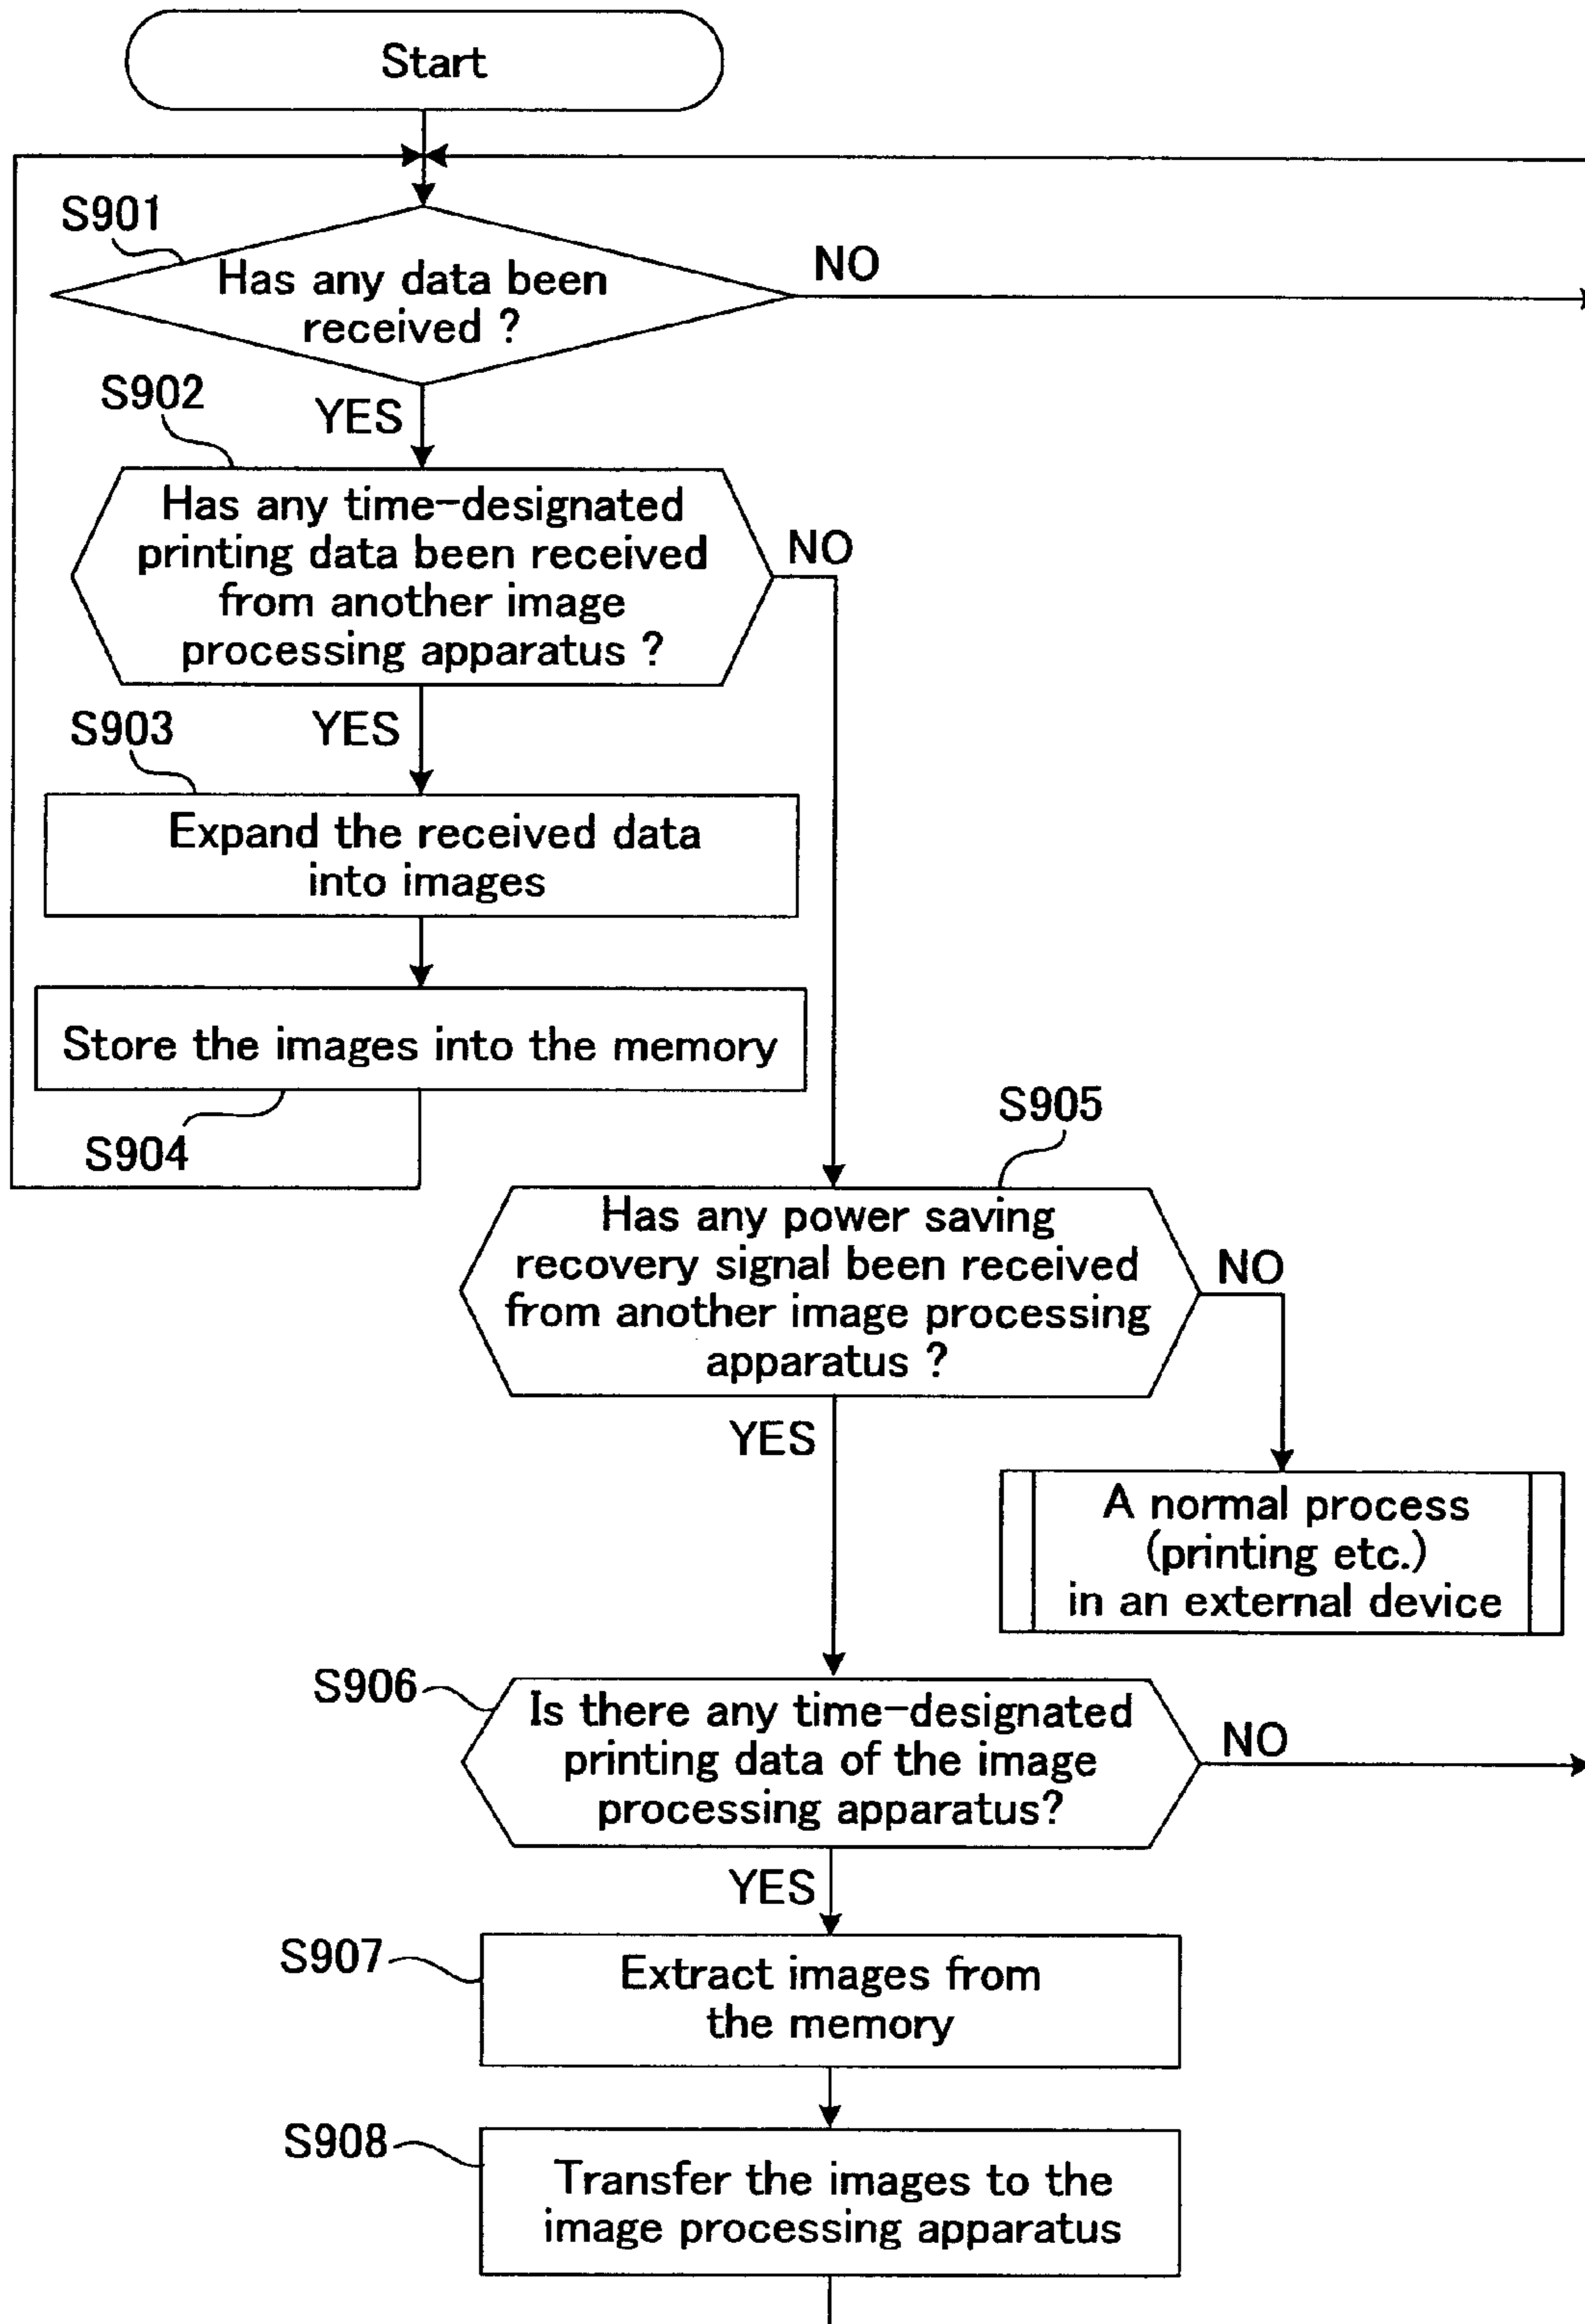 Start
S901
Has any data been
received ?
NO
YES
S902
Has any time-designated
printing data been received
from another image
processing apparatus ?
NO
YES
S903
Expand the received data
into images
Store the images into the memory
S904
S905
Has any power saving
recovery signal been received
from another image processing
apparatus ?
NO
YES
A normal process
(printing etc.)
in an external device
S906
Is there any time-designated
printing data of the image
processing apparatus?
NO
YES
S907
Extract images from
the memory
S908
Transfer the images to the
image processing apparatus